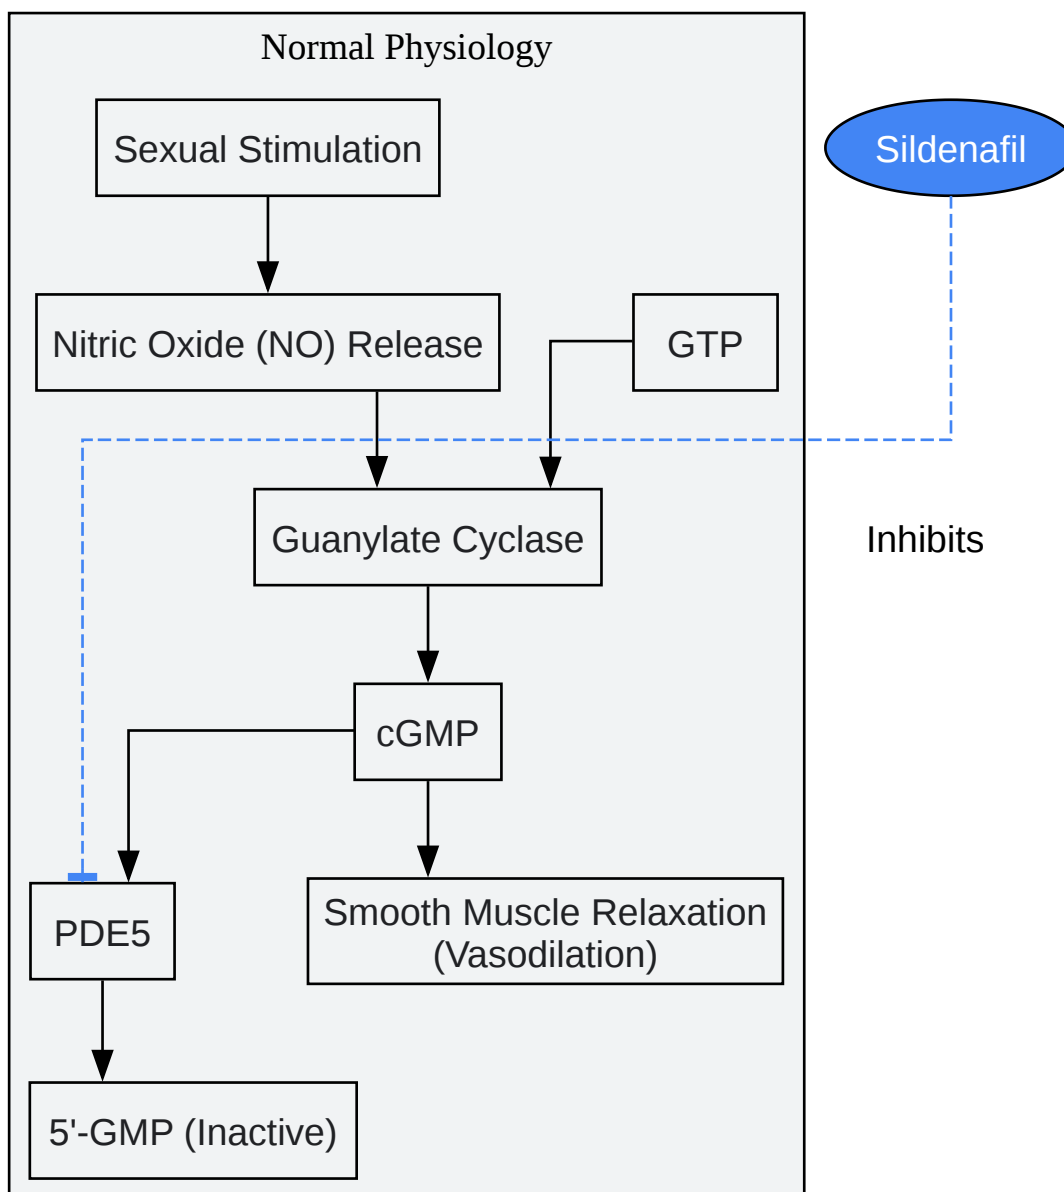 Normal Physiology
Sexual Stimulation
Sildenafil
Nitric Oxide (NO) Release
GTP
Guanylate Cyclase
Inhibits
cGMP
PDE5
Smooth Muscle Relaxation
(Vasodilation)
5'-GMP (Inactive)